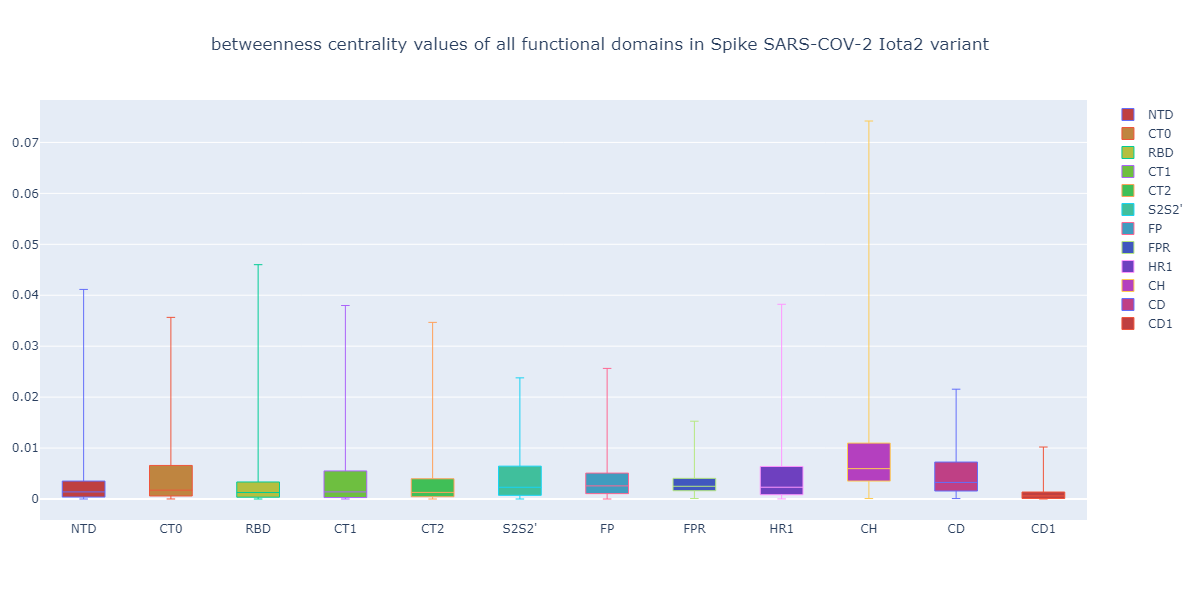 betweenness centrality values of all functional domains in Spike SARS-COV-2 Iota2 variant
0.07
0.06
0.05
0.04
0.03
0.02
0.01
0
NTD CT0 RBD CT1 CT2 S2S2' FP FPR HR1 CH CD CD1
NTD
CT0
RBD
CT1
CT2
S2S2'
FP
FPR
HR1
CH
CD
CD1